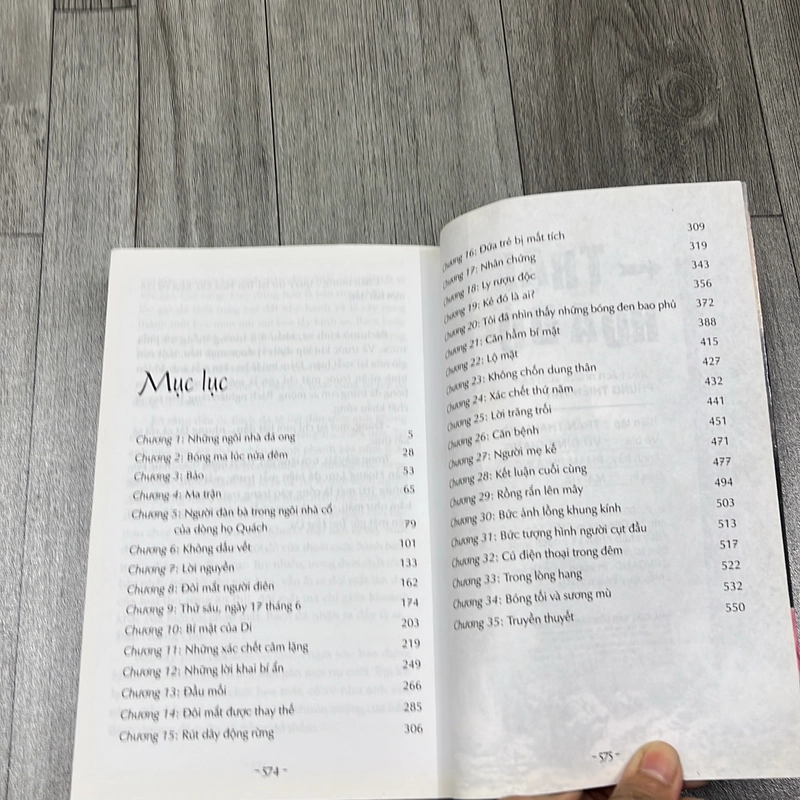 Mục lục
Chương 1: Những ngôi nhà đá ong 5
Chương 2: Bóng ma lúc nửa đêm 28
Chương 3: Bão 53
Chương 4: Ma trận 65
Chương 5: Người đàn bà trong ngôi nhà cổ
của dòng họ Quách 79
Chương 6: Không dấu vết 101
Chương 7: Lời nguyền 133
Chương 8: Đôi mắt người điên 162
Chương 9: Thứ sáu, ngày 17 tháng 6 174
Chương 10: Bí mật của Di 203
Chương 11: Những xác chết câm lặng 219
Chương 12: Những lời khai bí ẩn 249
Chương 13: Đầu mối 266
Chương 14: Đôi mắt được thay thế 285
Chương 15: Rút dây động rừng 306
~574~
Chương 16: Đứa trẻ bị mất tích 309
Chương 17: Nhân chứng 319
Chương 18: Ly rượu độc 343
Chương 19: Kẻ đó là ai? 356
Chương 20: Tôi đã nhìn thấy những bóng đen bao phủ 372
Chương 21: Căn hầm bí mật 388
Chương 22: Lộ mặt 415
Chương 23: Không chốn dung thân 427
Chương 24: Xác chết thứ năm 432
Chương 25: Lời trăng trối 441
Chương 26: Căn bệnh 451
Chương 27: Người mẹ kế 471
Chương 28: Kết luận cuối cùng 477
Chương 29: Rồng rắn lên mây 494
Chương 30: Bức ảnh lồng khung kính 503
Chương 31: Bức tượng hình người cụt đầu 513
Chương 32: Cú điện thoại trong đêm 517
Chương 33: Trong lòng hang 522
Chương 34: Bóng tối và sương mù 532
Chương 35: Truyền thuyết 550
~575~